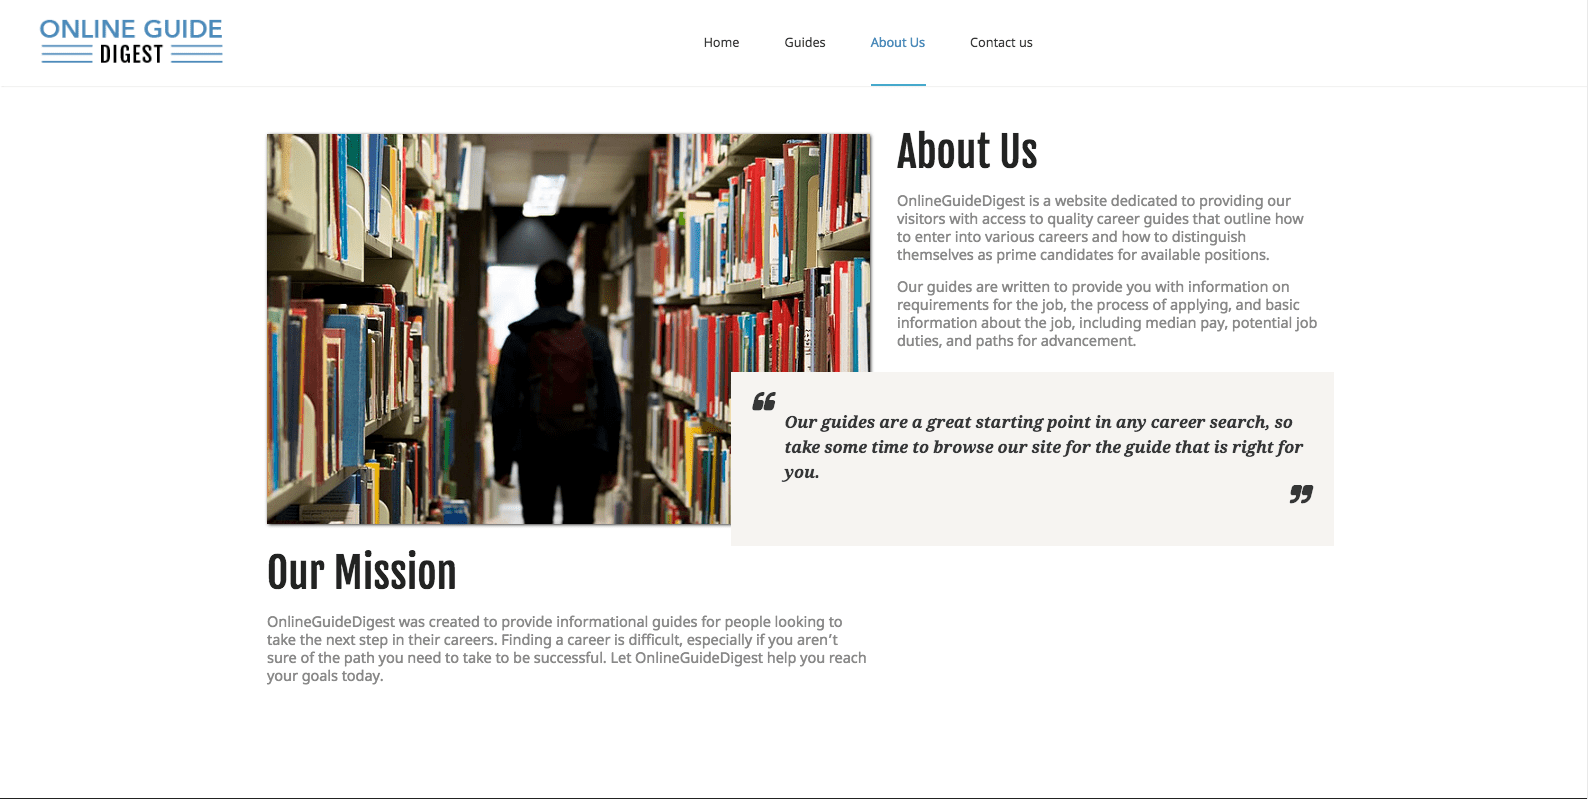 ONLINE GUIDE
DIGEST
Home
Guides
About Us
Contact us
About Us
OnlineGuideDigest is a website dedicated to providing our
visitors with access to quality career guides that outline how
to enter into various careers and how to distinguish
themselves as prime candidates for available positions.
Our guides are written to provide you with information on
requirements for the job, the process of applying, and basic
information about the job, including median pay, potential job
duties, and paths for advancement.
“
Our guides are a great starting point in any career search, so
take some time to browse our site for the guide that is right for
you.
”
Our Mission
OnlineGuideDigest was created to provide informational guides for people looking to
take the next step in their careers. Finding a career is difficult, especially if you aren’t
sure of the path you need to take to be successful. Let OnlineGuideDigest help you reach
your goals today.